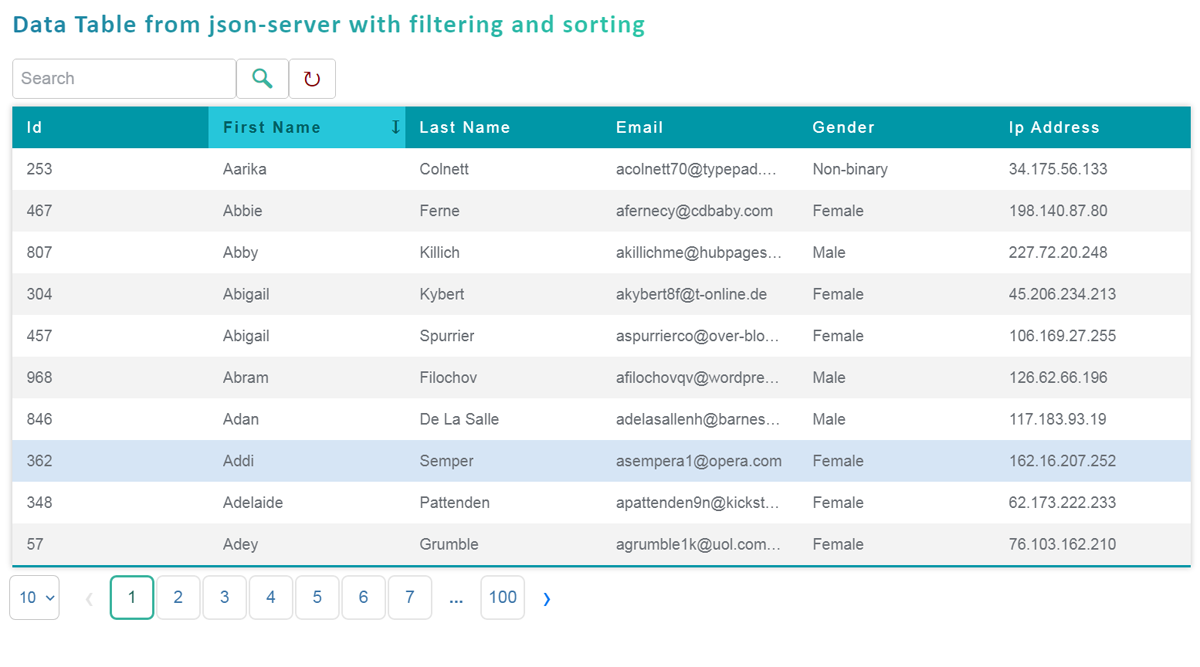 Data Table from json-server with filtering and sorting
Search
Id First Name ↧ Last Name Email Gender Ip Address
253 Aarika Colnett acolnett70@typepad.... Non-binary 34.175.56.133
467 Abbie Ferne afernecy@cdbaby.com Female 198.140.87.80
807 Abby Killich akillichme@hubpages... Male 227.72.20.248
304 Abigail Kybert akybert8f@t-online.de Female 45.206.234.213
457 Abigail Spurrier aspurrierco@over-blo... Female 106.169.27.255
968 Abram Filochov afilochovqv@wordpre... Male 126.62.66.196
846 Adan De La Salle adelasallenh@barnes... Male 117.183.93.19
362 Addi Semper asempera1@opera.com Female 162.16.207.252
348 Adelaide Pattenden apattenden9n@kickst... Female 62.173.222.233
57 Adey Grumble agrumble1k@uol.com... Female 76.103.162.210
10 ‹ 1 2 3 4 5 6 7 ... 100 ›